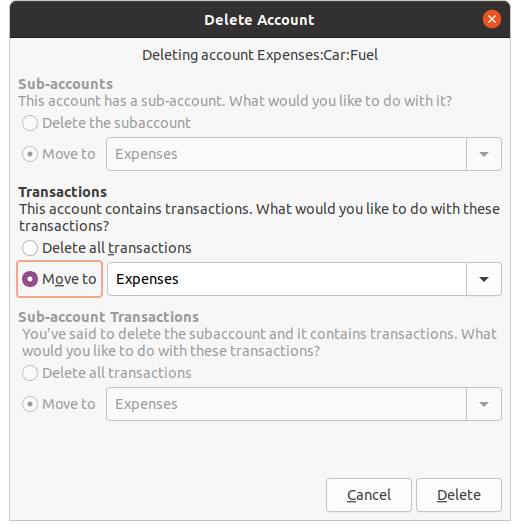 Delete Account
Deleting account Expenses:Car:Fuel
Sub-accounts
This account has a sub-account. What would you like to do with it?
Delete the subaccount
Move to Expenses
Transactions
This account contains transactions. What would you like to do with these
transactions?
Delete all transactions
Move to Expenses
Sub-account Transactions
You've said to delete the subaccount and it contains transactions. What
would you like to do with these transactions?
Delete all transactions
Move to Expenses
Cancel Delete